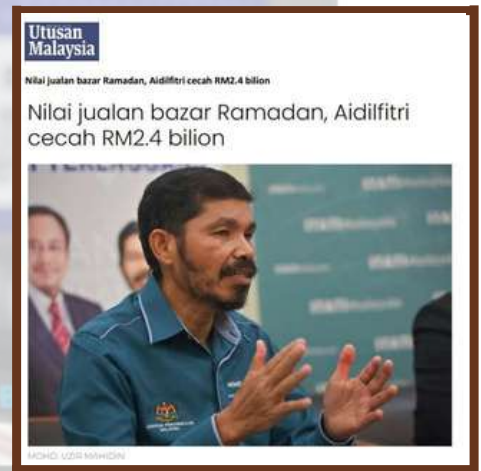 Utusan
Malaysia
Nilai jualan bazar Ramadan, Aidilfitri cecah RM2.4 bilion
Nilai jualan bazar Ramadan, Aidilfitri
cecah RM2.4 bilion
MOHD. UZIR MAHIDIN